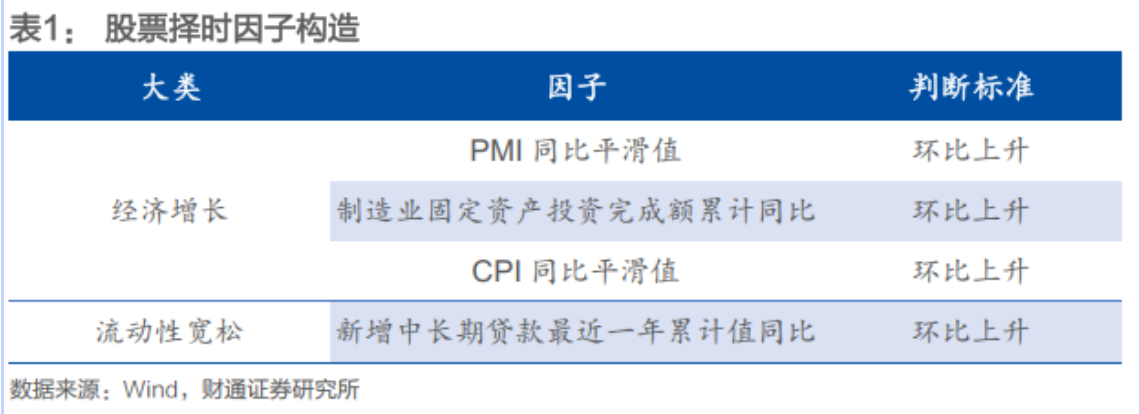 表1： 股票择时因子构造
大类 因子 判断标准
PMI 同比平滑值 环比上升
经济增长 制造业固定资产投资完成额累计同比 环比上升
CPI 同比平滑值 环比上升
流动性宽松 新增中长期贷款最近一年累计值同比 环比上升
数据来源：Wind，财通证券研究所